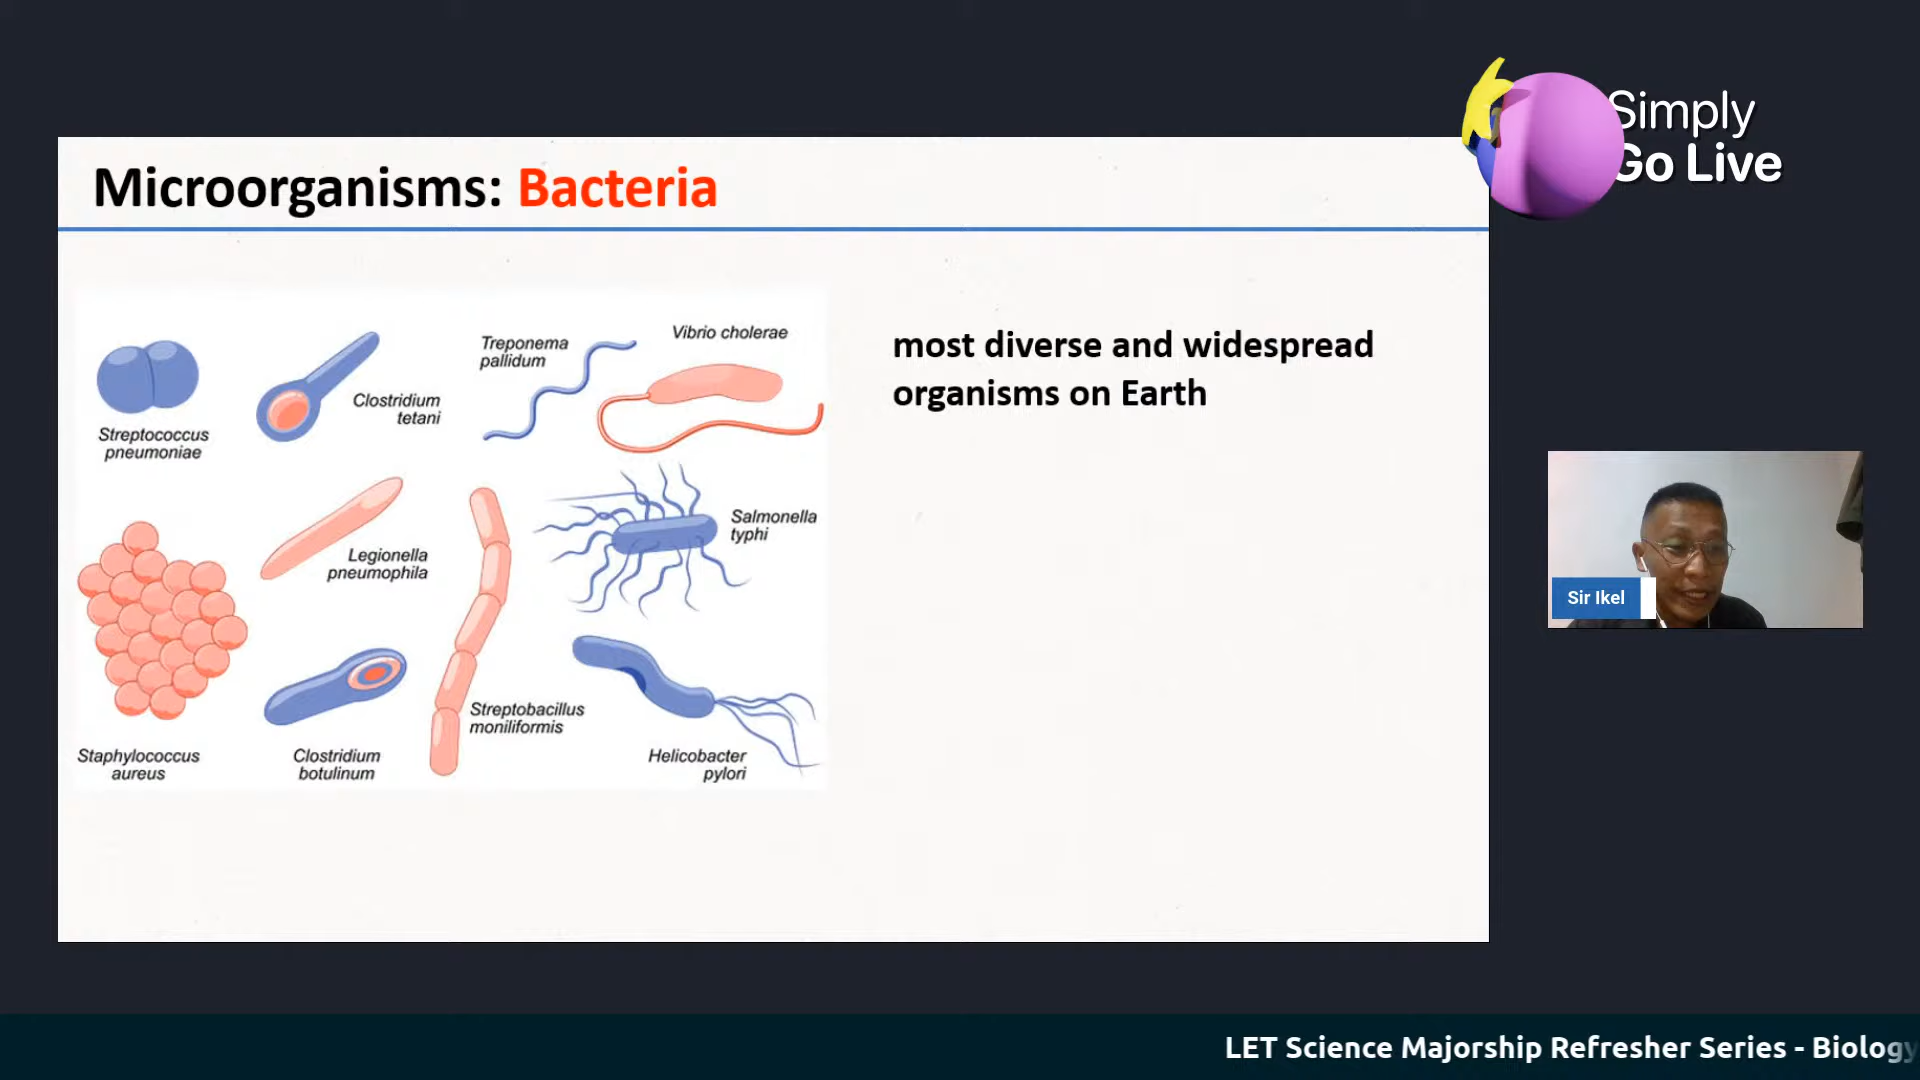 Simply
Go Live
Microorganisms: Bacteria
most diverse and widespread
organisms on Earth
Streptococcus
pneumoniae
Clostridium
tetani
Treponema
pallidum
Vibrio cholerae
Staphylococcus
aureus
Legionella
pneumophila
Clostridium
botulinum
Streptobacillus
moniliformis
Salmonella
typhi
Helicobacter
pylori
Sir Ikel
LET Science Majorship Refresher Series - Biology